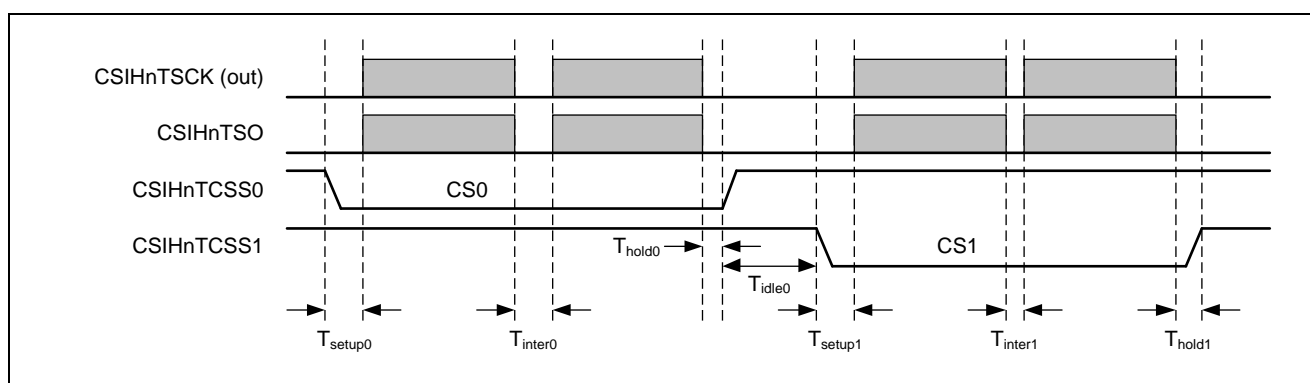 CSIHnTSCK (out)
CSIHnTSO
CSIHnTCSS0
CS0
CSIHnTCSS1
Thold0
CS1
Tidle0
Tsetup0
Tinter0
Tsetup1
Tinter1
Thold1